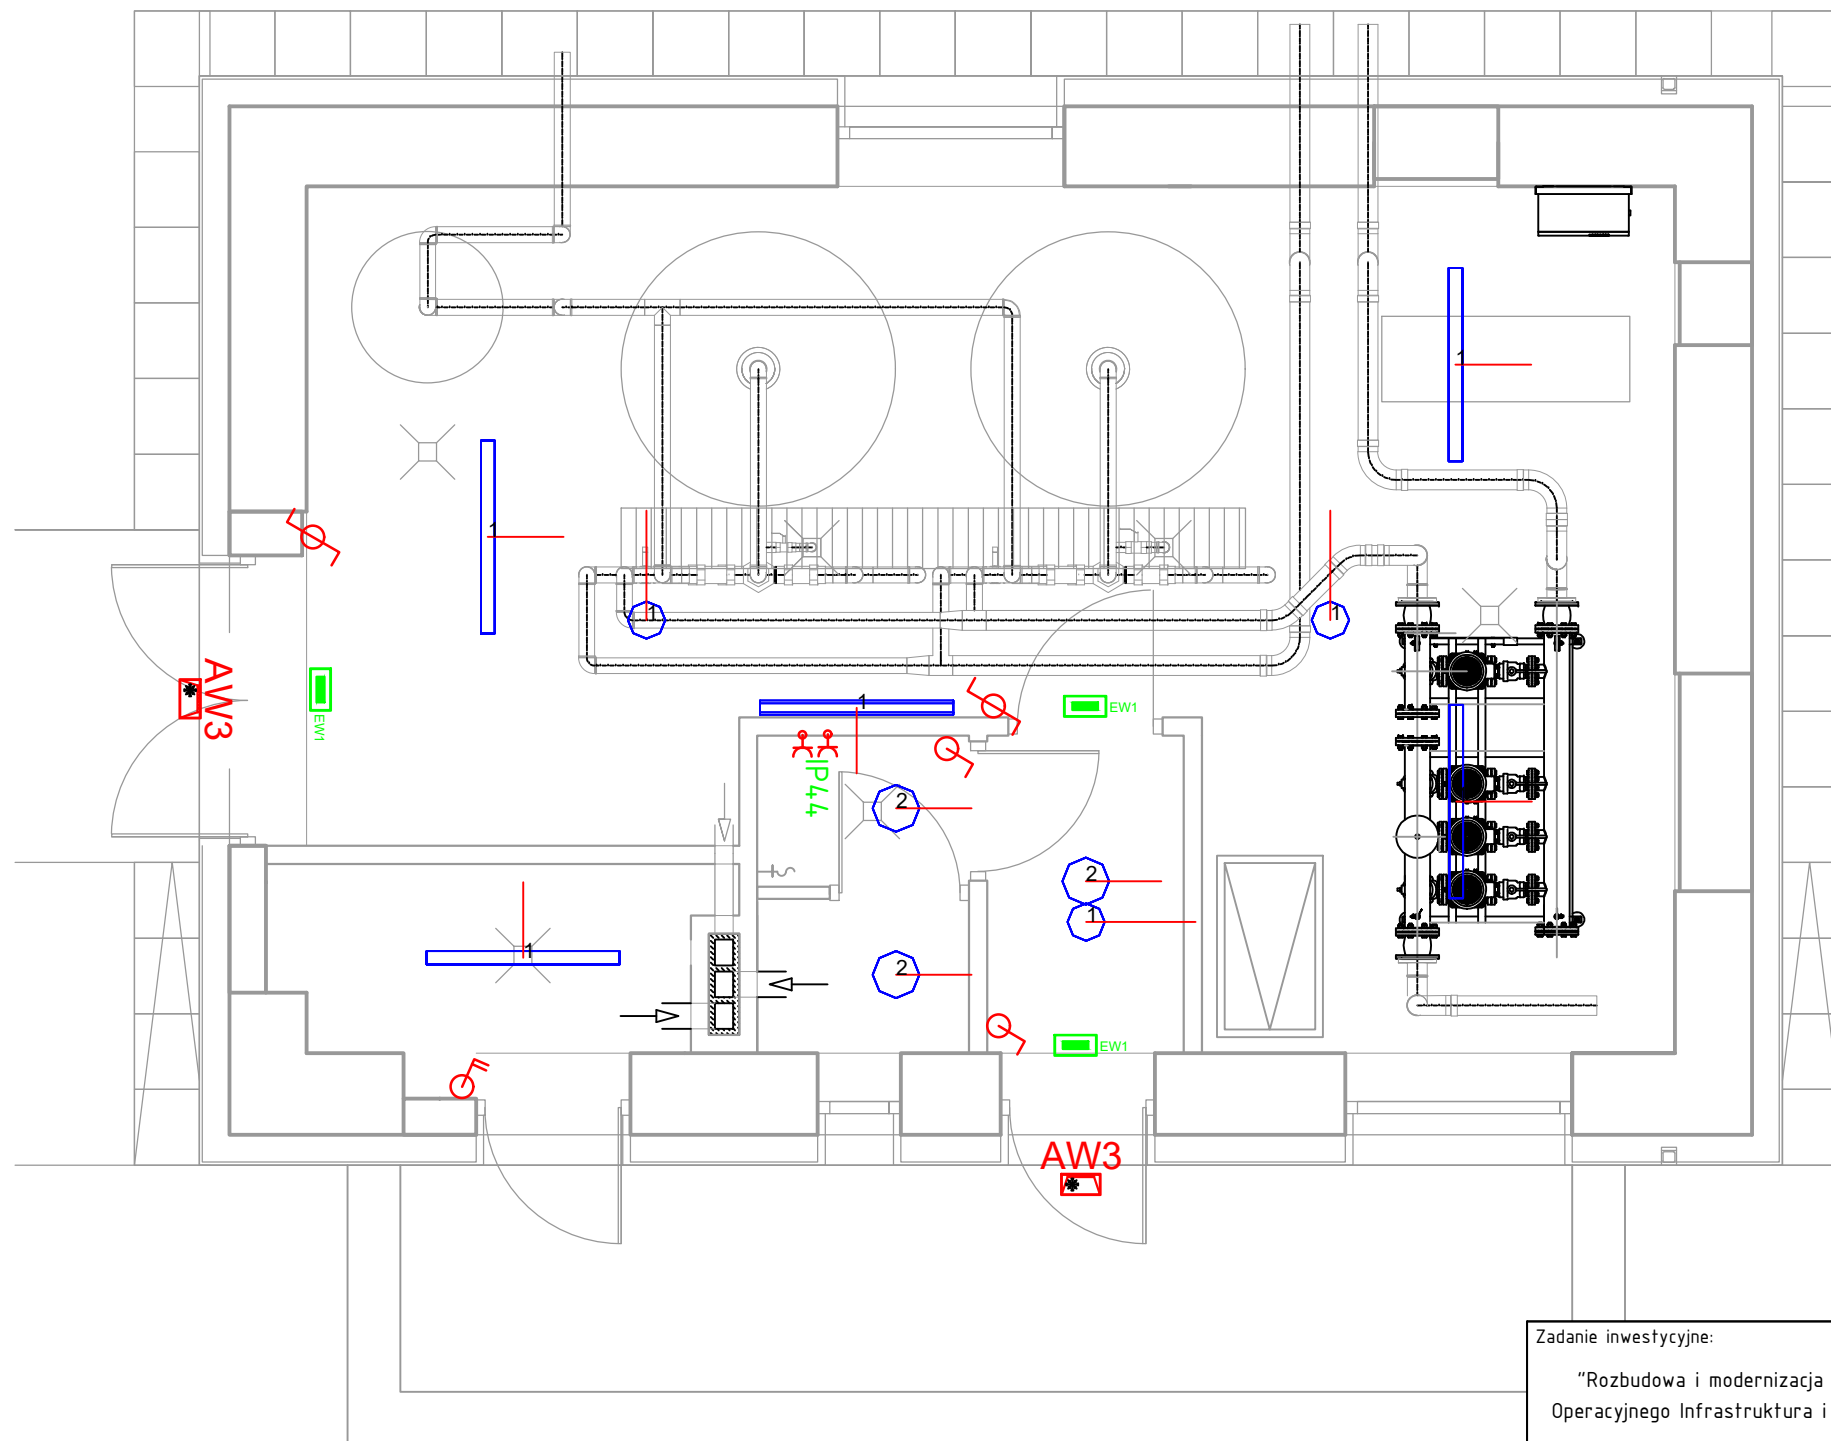 1
1
1
1
AW3
EW1
1
EW1
IP44
2
2
1
1
2
EW1
AW3
Zadanie inwestycyjne:
"Rozbudowa i modernizacja
Operacyjnego Infrastruktura i